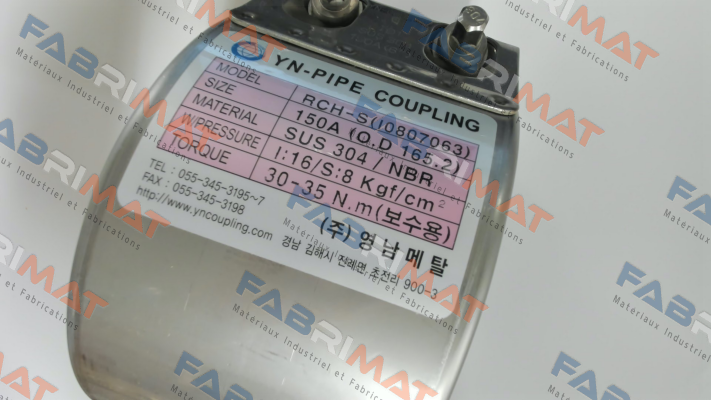 YN-PIPE COUPLING
MODEL RCH-S(I0807063)
SIZE 150A (Q.D 165.2)
MATERIAL SUS 304 / NBR
W/PRESSURE I:16/S:8 Kgf/cm²
TORQUE 30~35 N.m(보수용)
TEL : 055-345-3195~7
FAX : 055-345-3198
http://www.yncoupling.com
(주) 영남메탈
경남 김해시 진례면 초전리 900-3
FABRIMAT
Matériaux Industriel et Fabrications